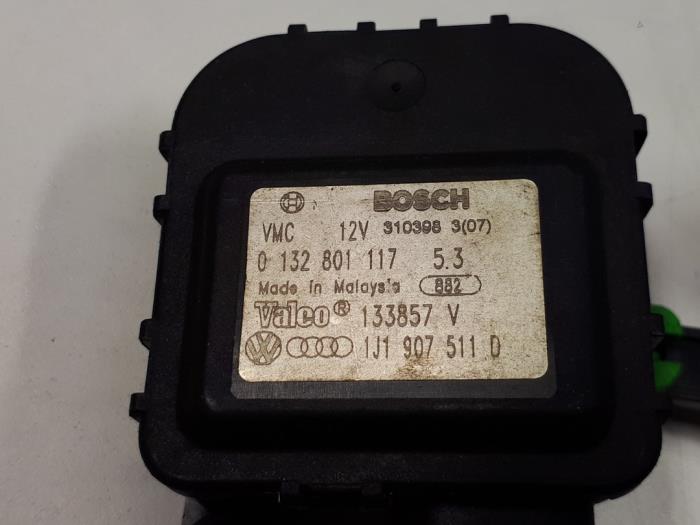 BOSCH
VMC 12V 310398 3(07)
0 132 801 117 5.3
Made in Malaysia 882
Valeo® 133857 V
1J1 907 511 D